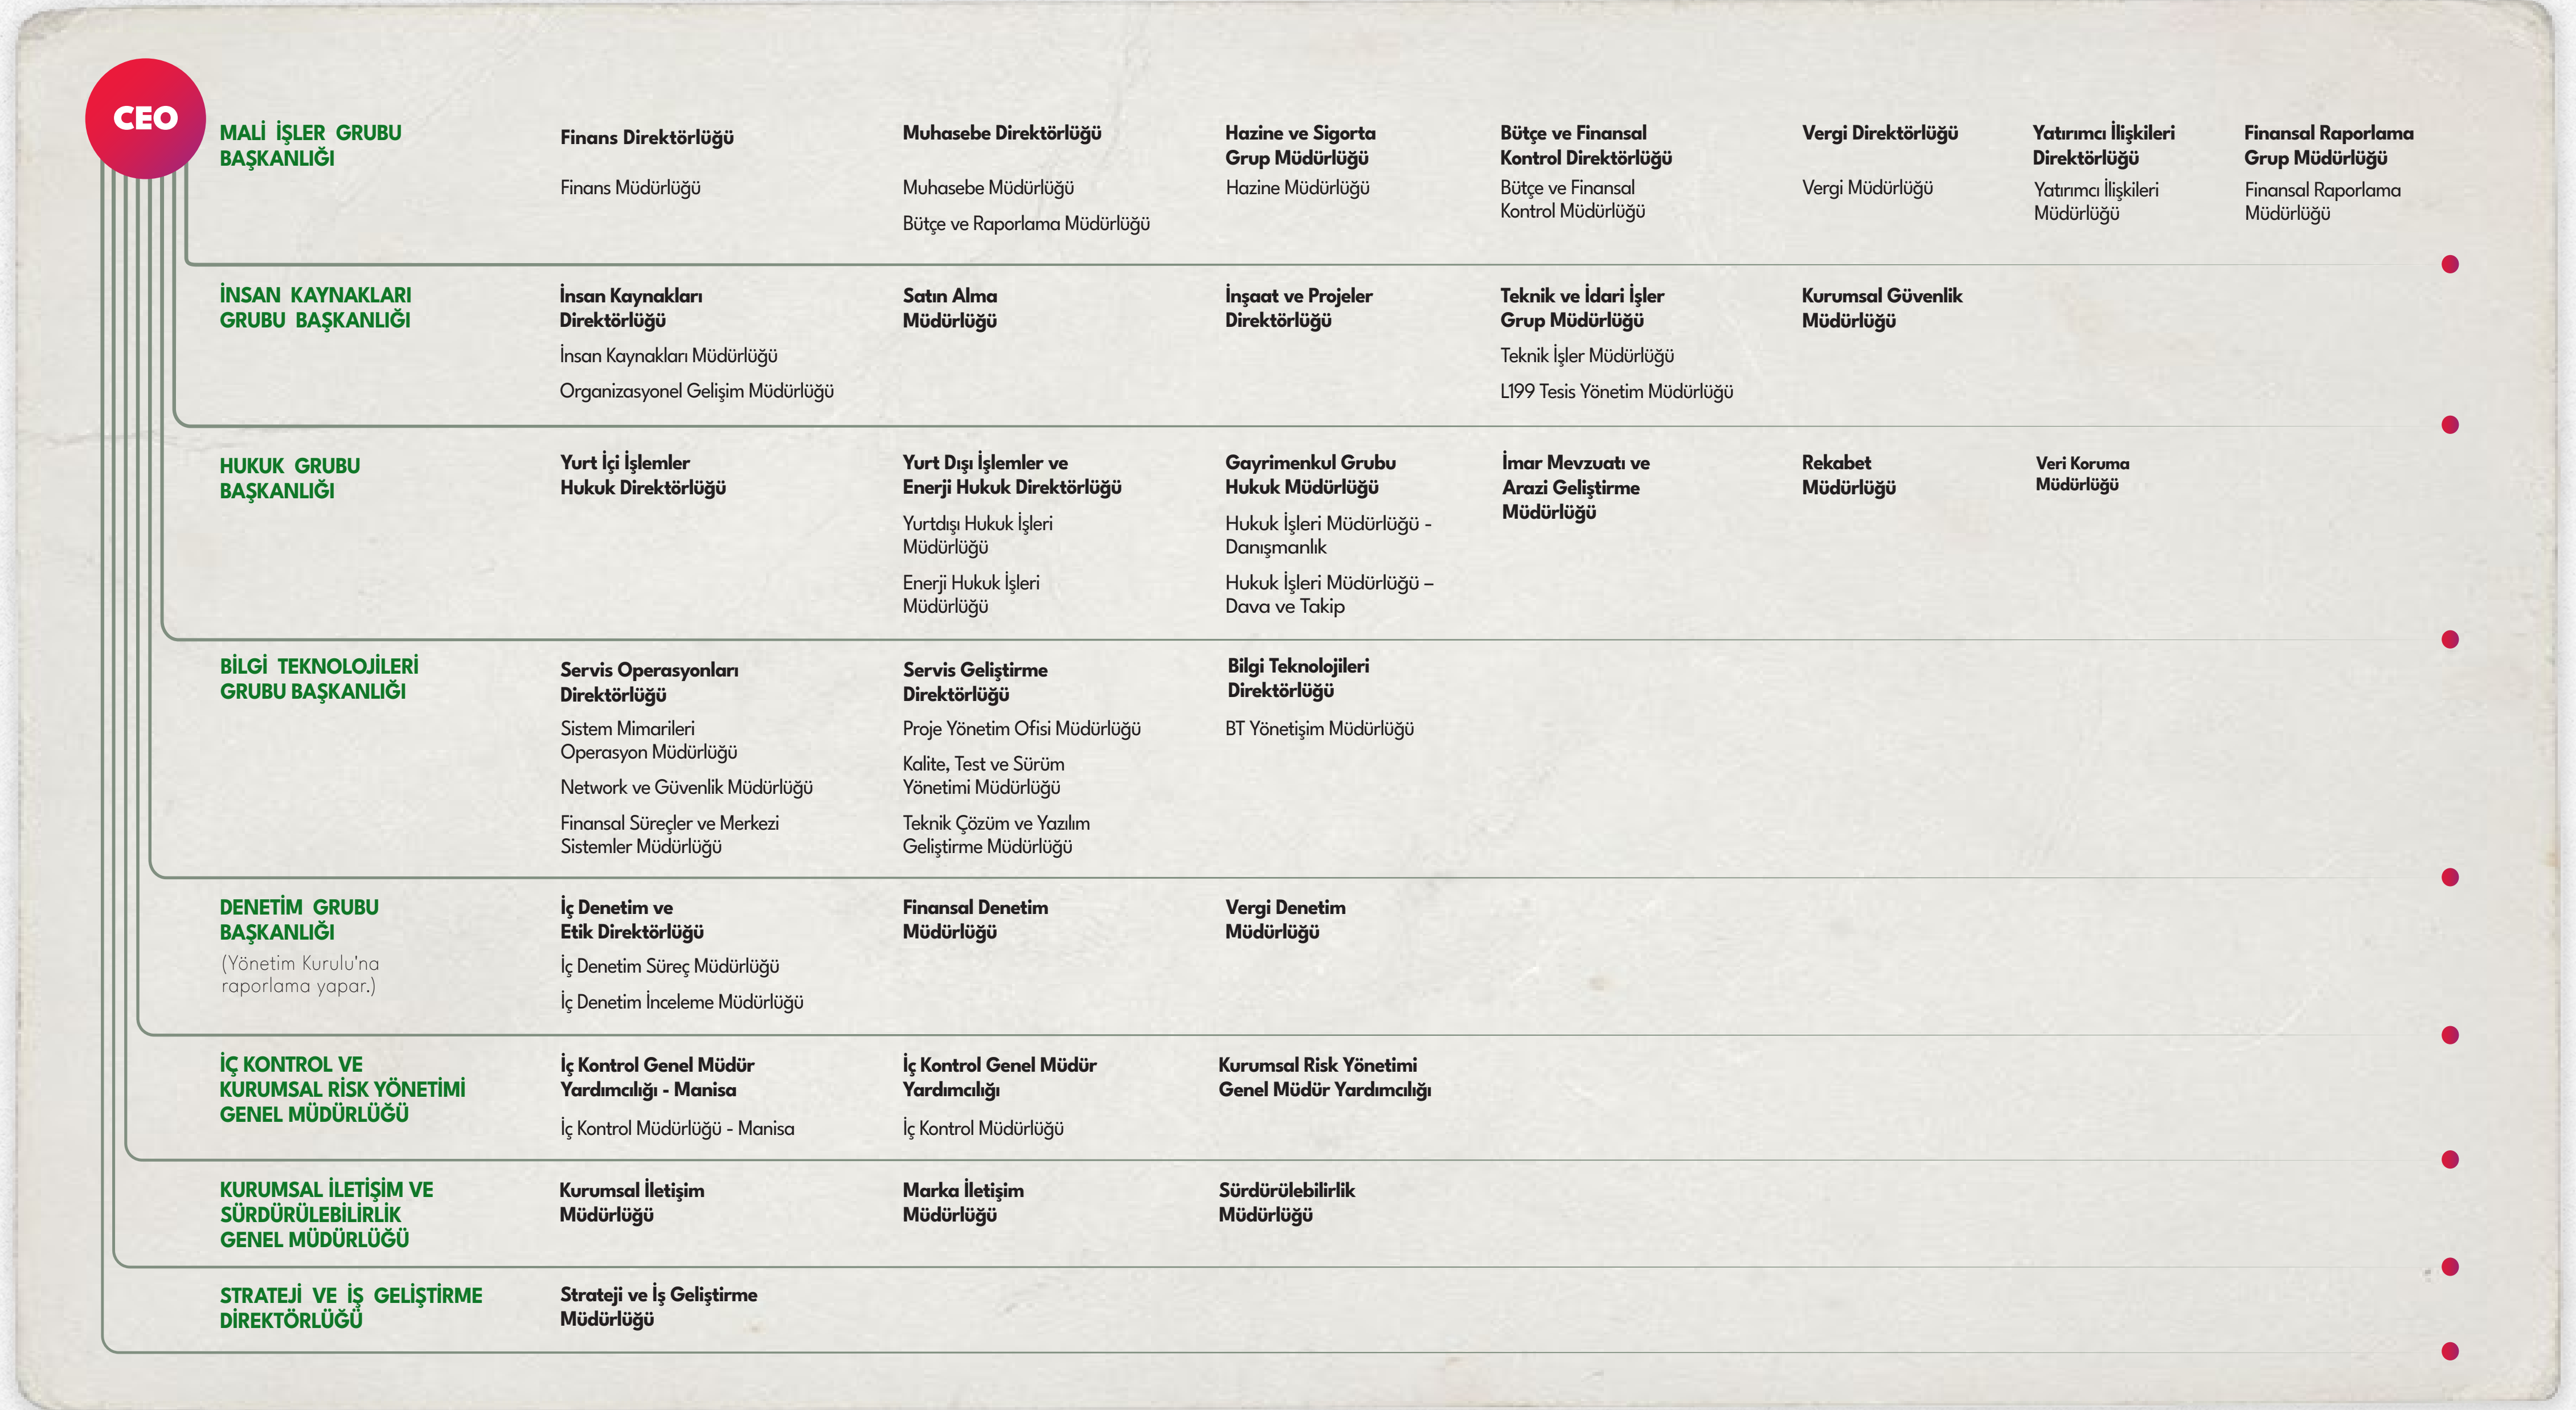 CEO
MALİ İŞLER GRUBU
BAŞKANLIĞI
Finans Direktörlüğü
Finans Müdürlüğü
Muhasebe Direktörlüğü
Muhasebe Müdürlüğü
Bütçe ve Raporlama Müdürlüğü
Hazine ve Sigorta
Grup Müdürlüğü
Hazine Müdürlüğü
Bütçe ve Finansal
Kontrol Direktörlüğü
Bütçe ve Finansal
Kontrol Müdürlüğü
Vergi Direktörlüğü
Vergi Müdürlüğü
Yatırımcı İlişkileri
Direktörlüğü
Yatırımcı İlişkileri
Müdürlüğü
Finansal Raporlama
Grup Müdürlüğü
Finansal Raporlama
Müdürlüğü
İNSAN KAYNAKLARI
GRUBU BAŞKANLIĞI
İnsan Kaynakları
Direktörlüğü
İnsan Kaynakları Müdürlüğü
Organizasyonel Gelişim Müdürlüğü
Satın Alma
Müdürlüğü
İnşaat ve Projeler
Direktörlüğü
Teknik ve İdari İşler
Grup Müdürlüğü
Teknik İşler Müdürlüğü
L199 Tesis Yönetim Müdürlüğü
Kurumsal Güvenlik
Müdürlüğü
HUKUK GRUBU
BAŞKANLIĞI
Yurt İçi İşlemler
Hukuk Direktörlüğü
Yurt Dışı İşlemler ve
Enerji Hukuk Direktörlüğü
Yurtdışı Hukuk İşleri
Müdürlüğü
Enerji Hukuk İşleri
Müdürlüğü
Gayrimenkul Grubu
Hukuk Müdürlüğü
Hukuk İşleri Müdürlüğü -
Danışmanlık
Hukuk İşleri Müdürlüğü –
Dava ve Takip
İmar Mevzuatı ve
Arazi Geliştirme
Müdürlüğü
Rekabet
Müdürlüğü
Veri Koruma
Müdürlüğü
BİLGİ TEKNOLOJİLERİ
GRUBU BAŞKANLIĞI
Servis Operasyonları
Direktörlüğü
Sistem Mimarileri
Operasyon Müdürlüğü
Network ve Güvenlik Müdürlüğü
Finansal Süreçler ve Merkezi
Sistemler Müdürlüğü
Servis Geliştirme
Direktörlüğü
Proje Yönetim Ofisi Müdürlüğü
Kalite, Test ve Sürüm
Yönetimi Müdürlüğü
Teknik Çözüm ve Yazılım
Geliştirme Müdürlüğü
Bilgi Teknolojileri
Direktörlüğü
BT Yönetişim Müdürlüğü
DENETİM GRUBU
BAŞKANLIĞI
(Yönetim Kurulu'na
raporlama yapar.)
İç Denetim ve
Etik Direktörlüğü
İç Denetim Süreç Müdürlüğü
İç Denetim İnceleme Müdürlüğü
Finansal Denetim
Müdürlüğü
Vergi Denetim
Müdürlüğü
İÇ KONTROL VE
KURUMSAL RİSK YÖNETİMİ
GENEL MÜDÜRLÜĞÜ
İç Kontrol Genel Müdür
Yardımcılığı - Manisa
İç Kontrol Müdürlüğü - Manisa
İç Kontrol Genel Müdür
Yardımcılığı
İç Kontrol Müdürlüğü
Kurumsal Risk Yönetimi
Genel Müdür Yardımcılığı
KURUMSAL İLETİŞİM VE
SÜRDÜRÜLEBİLİRLİK
GENEL MÜDÜRLÜĞÜ
Kurumsal İletişim
Müdürlüğü
Marka İletişim
Müdürlüğü
Sürdürülebilirlik
Müdürlüğü
STRATEJİ VE İŞ GELİŞTİRME
DİREKTÖRLÜĞÜ
Strateji ve İş Geliştirme
Müdürlüğü